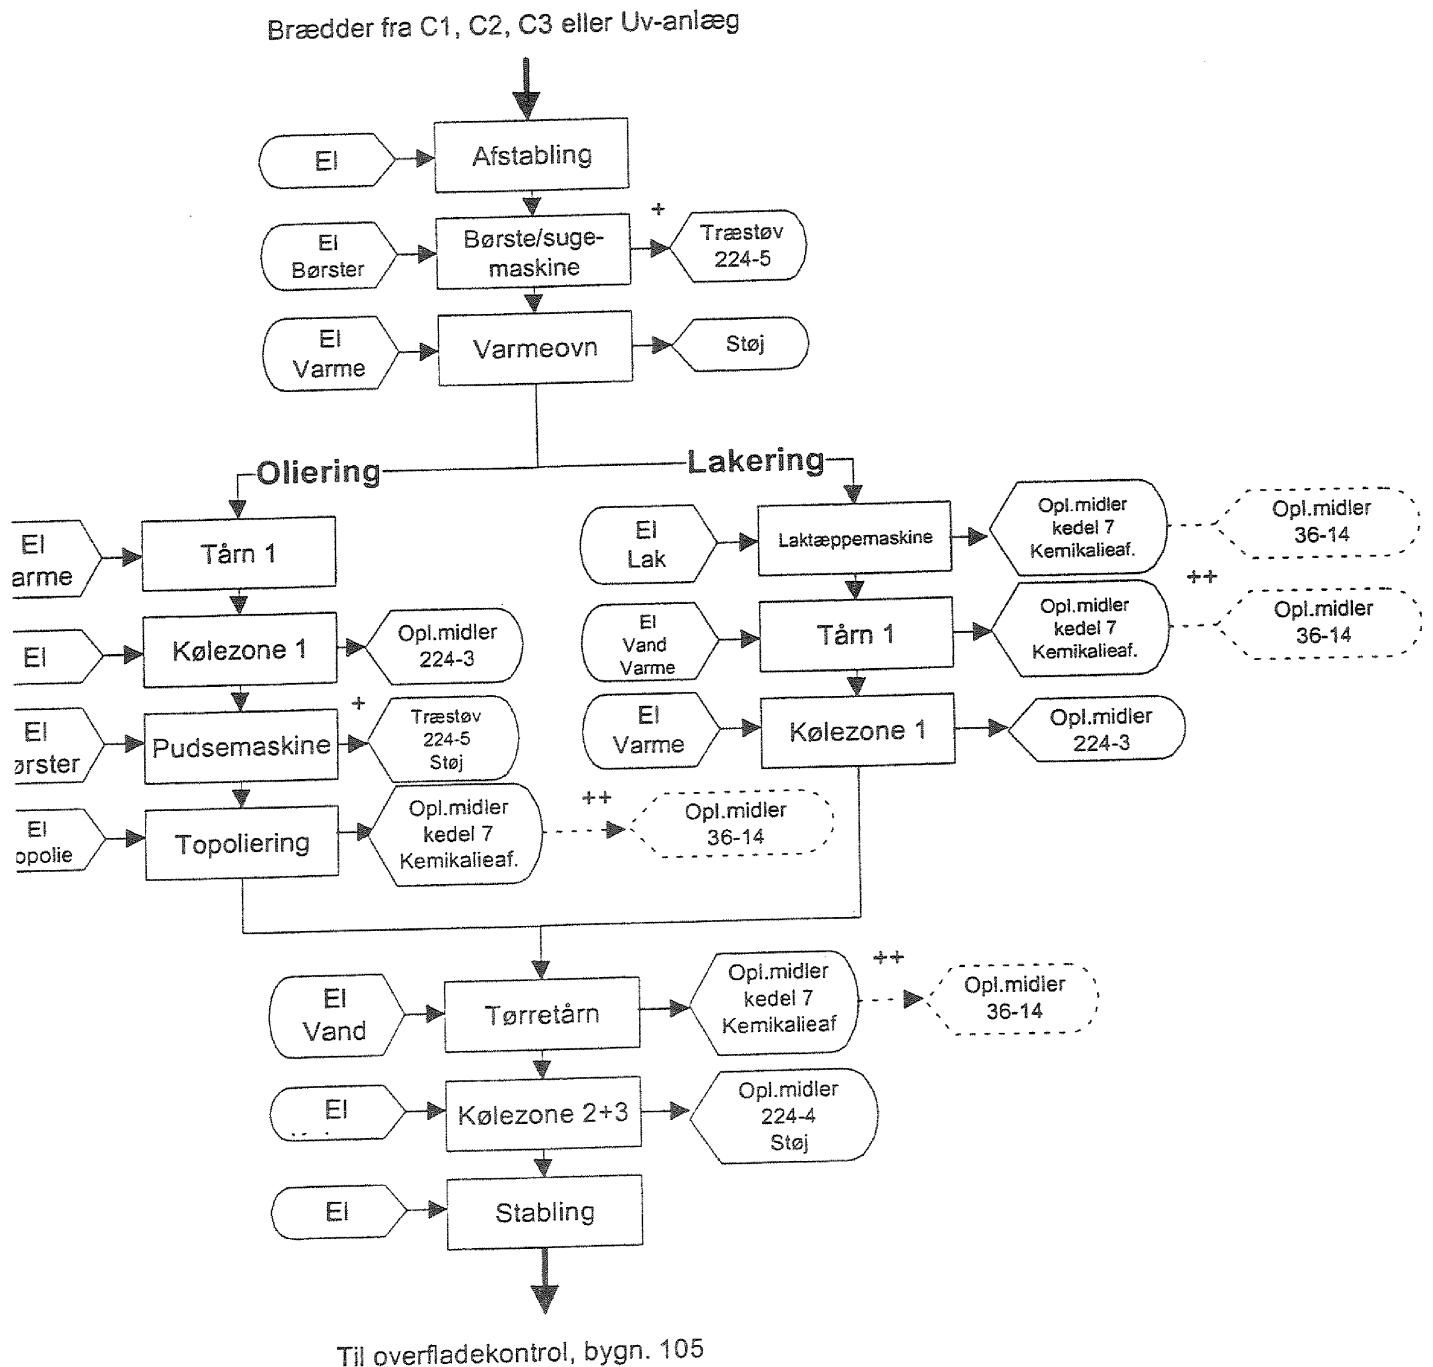 Brædder fra C1, C2, C3 eller Uv-anlæg
El
Afstabling
El
Børster
Børste/suge-
maskine
+
Træstøv
224-5
El
Varme
Varmeovn
Støj
Oliering
Lakering
El
arme
Tårn 1
El
Kølezone 1
Opl.midler
224-3
El
ørster
Pudsemaskine
+
Træstøv
224-5
Støj
El
opolie
Topoliering
Opl.midler
kedel 7
Kemikalieaf.
++
Opl.midler
36-14
El
Lak
Laktæppemaskine
Opl.midler
kedel 7
Kemikalieaf.
Opl.midler
36-14
El
Vand
Varme
Tårn 1
Opl.midler
kedel 7
Kemikalieaf.
++
Opl.midler
36-14
El
Varme
Kølezone 1
Opl.midler
224-3
El
Vand
Tørretårn
Opl.midler
kedel 7
Kemikalieaf
++
Opl.midler
36-14
El
Kølezone 2+3
Opl.midler
224-4
Støj
El
Stabling
Til overfladekontrol, bygn. 105